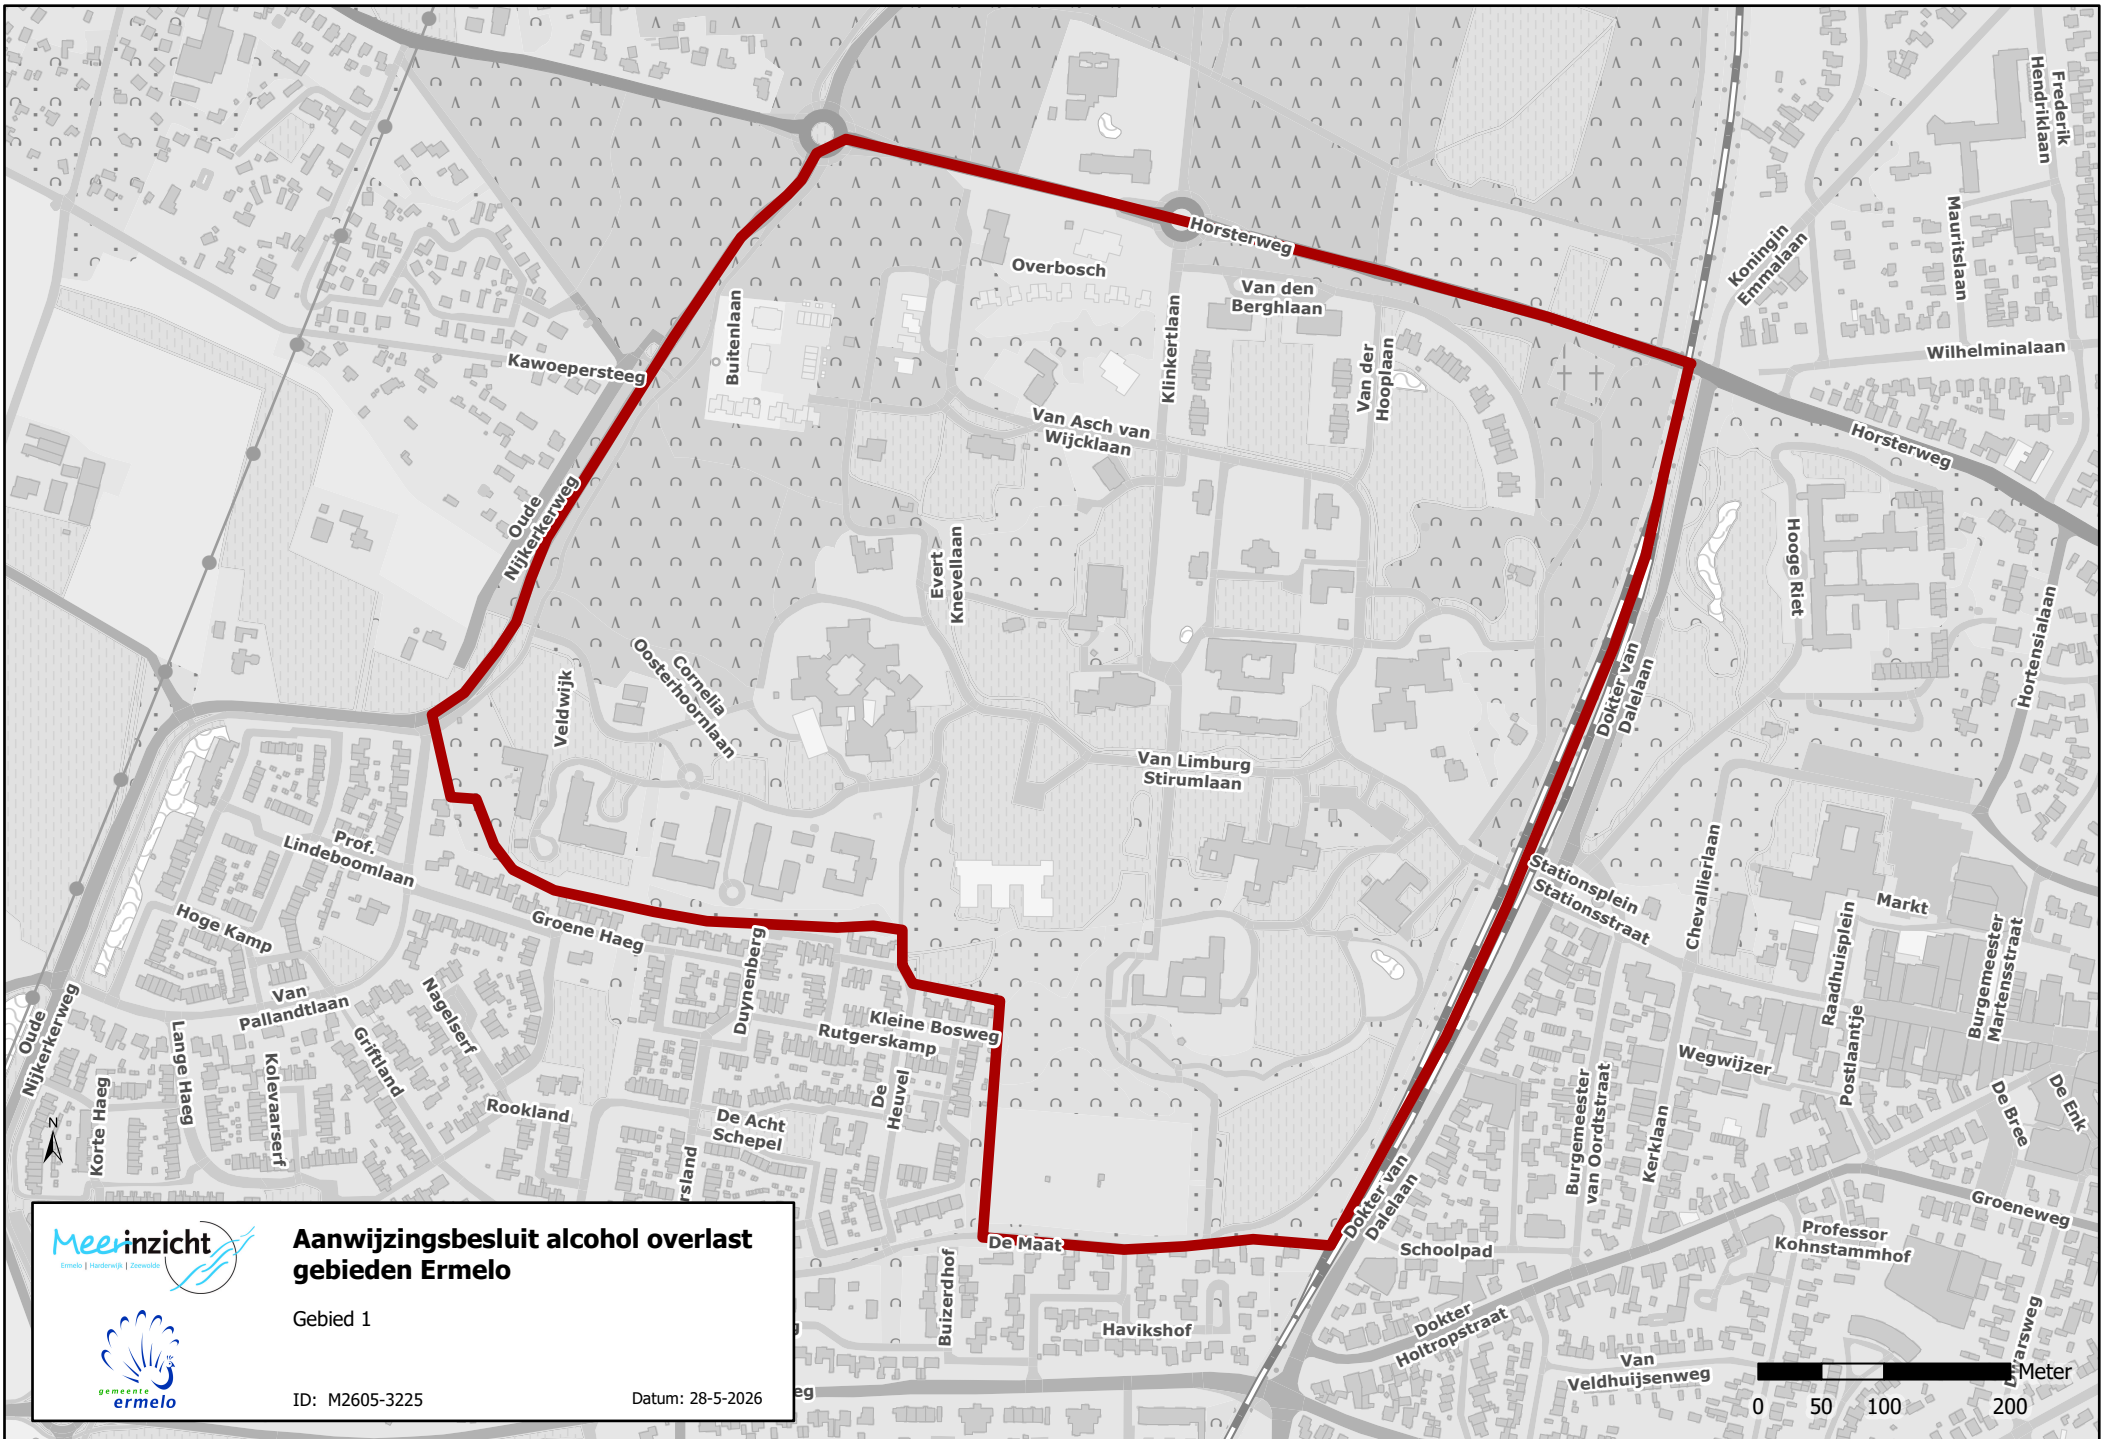 Frederik
Hendriklaan
Mauritslaan
Koningin
Emmalaan
Wilhelminalaan
Horsterweg
Horsterweg
Overbosch
Van den
Berghlaan
Buitenlaan
Klinkertlaan
Van der
Hooplaan
Kawoepersteeg
Van Asch van
Wijcklaan
Oude
Nijkerkerweg
Evert
Knevellaan
Hooge Riet
Hortensialaan
Cornelia
Oosterhoornlaan
Veldwijk
Dokter van
Dalelaan
Van Limburg
Stirumlaan
Prof.
Lindeboomlaan
Hoge Kamp
Groene Haeg
Stationsplein
Stationsstraat
Chevallierlaan
Markt
Raadhuisplein
Burgemeester
Martensstraat
Duynenberg
Van
Pallandtlaan
Nagelserf
Oude
Nijkerkerweg
Lange Haeg
Kolevaarserf
Griftland
Kleine Bosweg
Rutgerskamp
Korte Haeg
Rookland
De
Heuvel
De Acht
Schepel
rsland
Wegwijzer
Postlaantje
De Bree
De Enk
Burgemeester
van Oordtstraat
Kerklaan
Groeneweg
Dokter van
Dalelaan
De Maat
Schoolpad
Professor
Kohnstammhof
Buizerdhof
Havikshof
Dokter
Holtropstraat
Van
Veldhuijsenweg
Dwarsweg
g
eg
N
Meerinzicht
Ermelo | Harderwijk | Zeewolde
Aanwijzingsbesluit alcohol overlast
gebieden Ermelo
Gebied 1
gemeente
ermelo
ID: M2605-3225
Datum: 28-5-2026
Meter
0 50 100 200